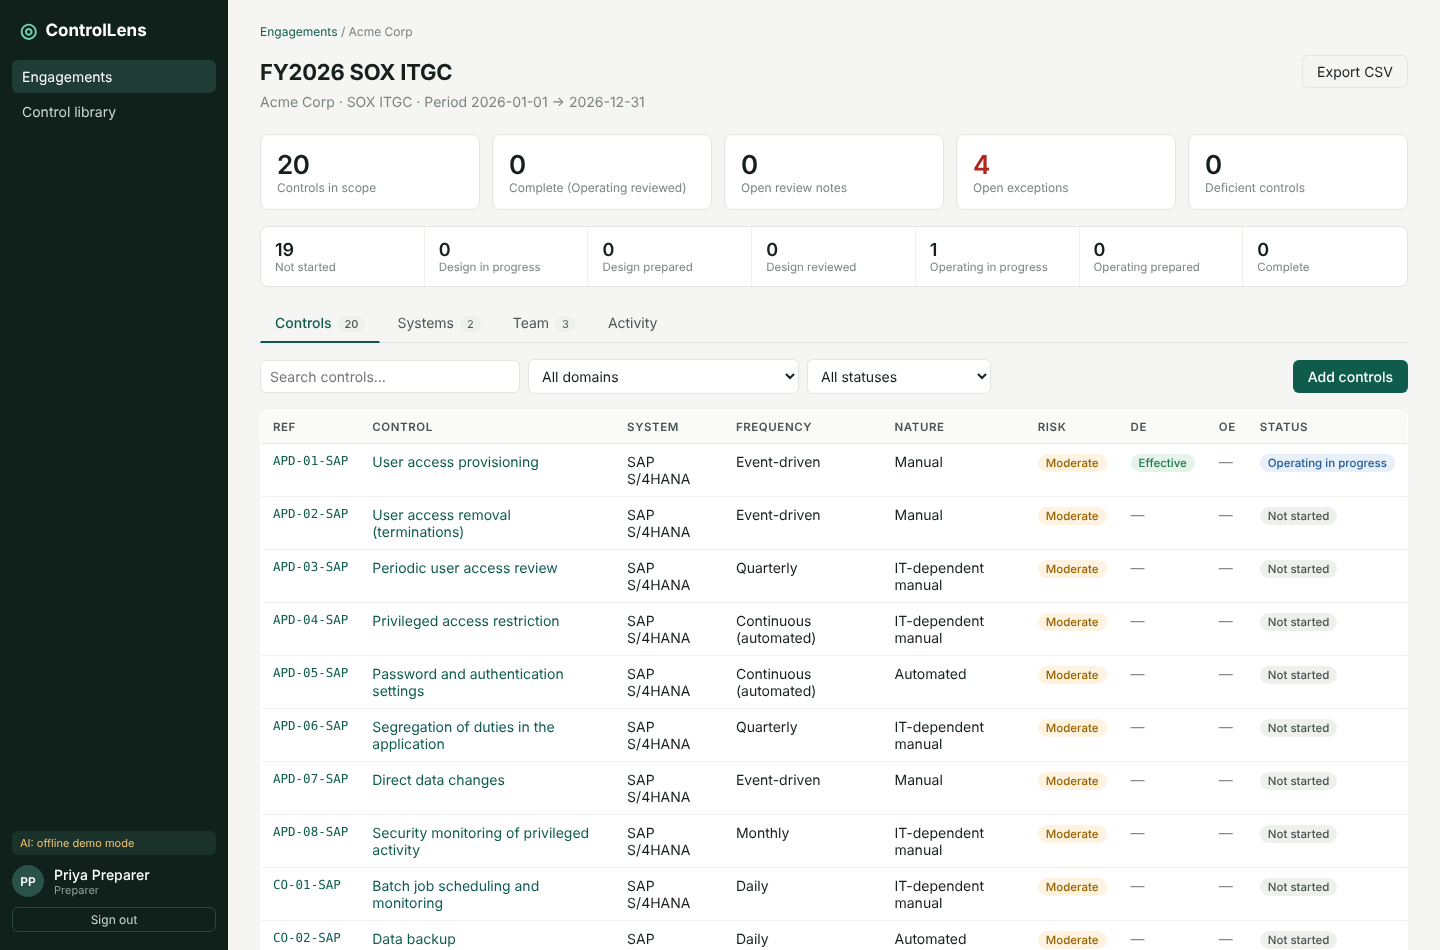 ControlLens
Engagements
Control library
AI: offline demo mode
PP
Priya Preparer
Preparer
Sign out
Engagements / Acme Corp
FY2026 SOX ITGC
Export CSV
Acme Corp · SOX ITGC · Period 2026-01-01 → 2026-12-31
20
Controls in scope
0
Complete (Operating reviewed)
0
Open review notes
4
Open exceptions
0
Deficient controls
19
Not started
0
Design in progress
0
Design prepared
0
Design reviewed
1
Operating in progress
0
Operating prepared
0
Complete
Controls 20 Systems 2 Team 3 Activity
Search controls... All domains All statuses Add controls
REF CONTROL SYSTEM FREQUENCY NATURE RISK DE OE STATUS
APD-01-SAP User access provisioning SAP Event-driven Manual Moderate Effective — Operating in progress
S/4HANA
APD-02-SAP User access removal SAP Event-driven Manual Moderate — — Not started
(terminations) S/4HANA
APD-03-SAP Periodic user access review SAP Quarterly IT-dependent Moderate — — Not started
S/4HANA manual
APD-04-SAP Privileged access restriction SAP Continuous IT-dependent Moderate — — Not started
S/4HANA (automated) manual
APD-05-SAP Password and authentication SAP Continuous Automated Moderate — — Not started
settings S/4HANA (automated)
APD-06-SAP Segregation of duties in the SAP Quarterly IT-dependent Moderate — — Not started
application S/4HANA manual
APD-07-SAP Direct data changes SAP Event-driven Manual Moderate — — Not started
S/4HANA
APD-08-SAP Security monitoring of privileged SAP Monthly IT-dependent Moderate — — Not started
activity S/4HANA manual
CO-01-SAP Batch job scheduling and SAP Daily IT-dependent Moderate — — Not started
monitoring S/4HANA manual
CO-02-SAP Data backup SAP Daily Automated Moderate — — Not started